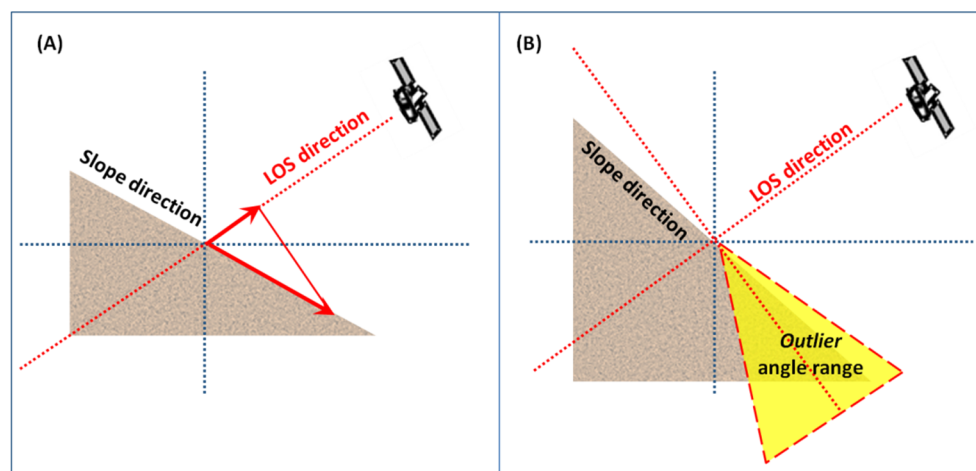 (A)
Slope direction
LOS direction
(B)
Slope direction
LOS direction
Outlier
angle range